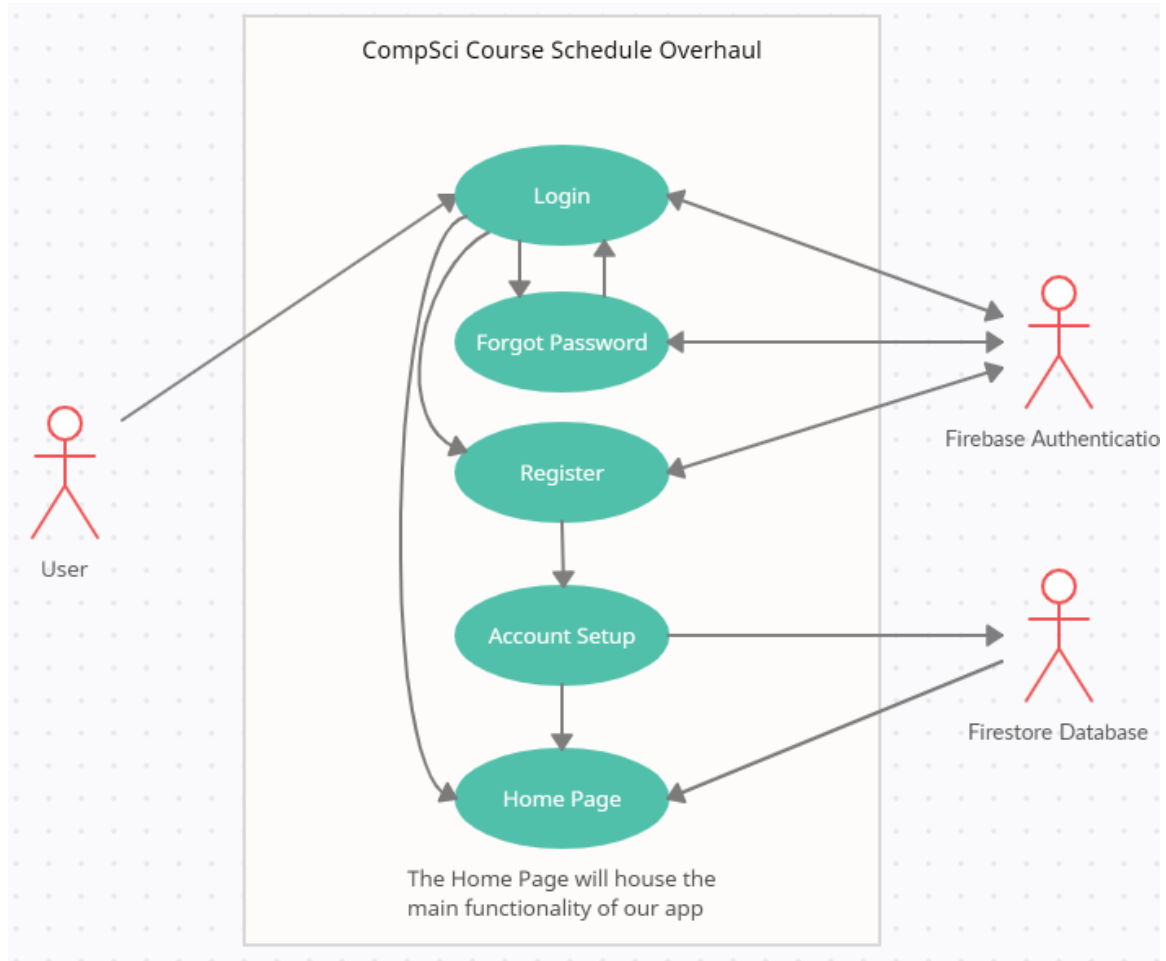 CompSci Course Schedule Overhaul
Login
Forgot Password
Firebase Authenticatio
Register
User
Account Setup
Firestore Database
Home Page
The Home Page will house the
main functionality of our app